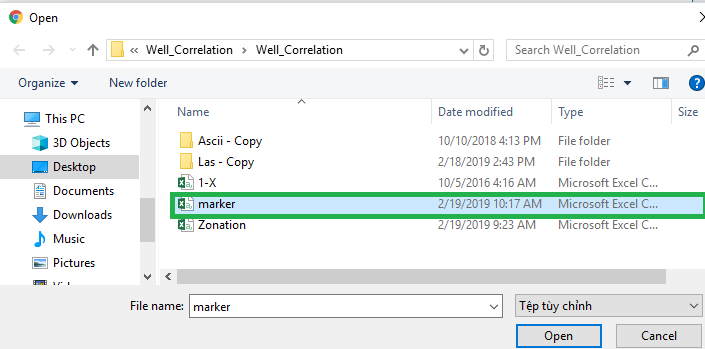 Open
« Well_Correlation › Well_Correlation
Search Well_Correlation
Organize New folder
?
Name Date modified Type Size
This PC
3D Objects
Desktop
Documents
Downloads
Music
Pictures
Ascii - Copy 10/10/2018 4:13 PM File folder
Las - Copy 2/18/2019 2:43 PM File folder
1-X 10/5/2016 4:16 AM Microsoft Excel C...
marker 2/19/2019 10:17 AM Microsoft Excel C...
Zonation 2/19/2019 9:23 AM Microsoft Excel C...
File name: marker Tệp tùy chỉnh
Open Cancel